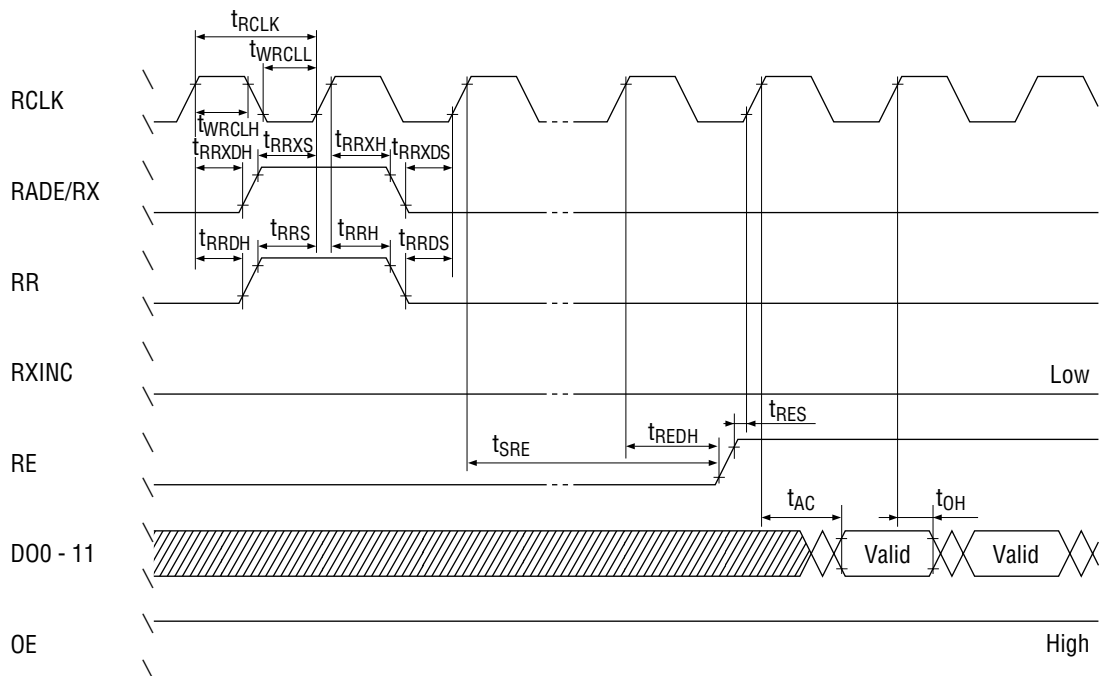 tRCLK
tWRCLL
RCLK
tWRCLH
tRRXDH tRRXS tRRXH tRRXDS
RADE/RX
tRRDH tRRS tRRH tRRDS
RR
RXINC
Low
tRES
tREDH
tSRE
RE
tAC
tOH
DO0 - 11
Valid Valid
OE
High